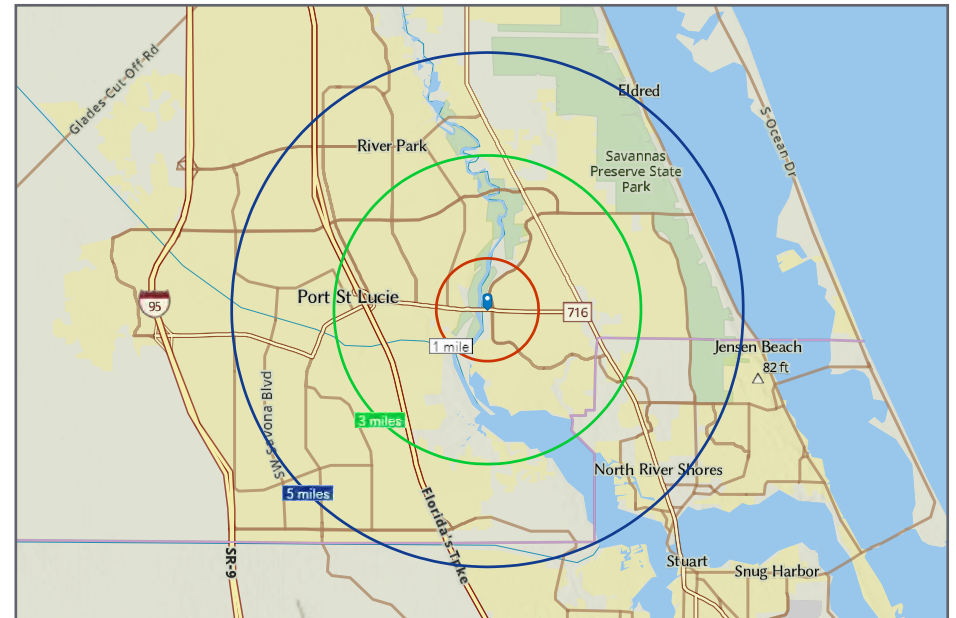 Glades Cut-Off-Rd
Eldred
S Ocean Dr
River Park
Savannas
Preserve State
Park
Port St Lucie
95
716
1 mile
Jensen Beach
82 ft
SW Savona Blvd
3 miles
North River Shores
5 miles
Florida's Tpke
SR-9
Stuart
Snug Harbor